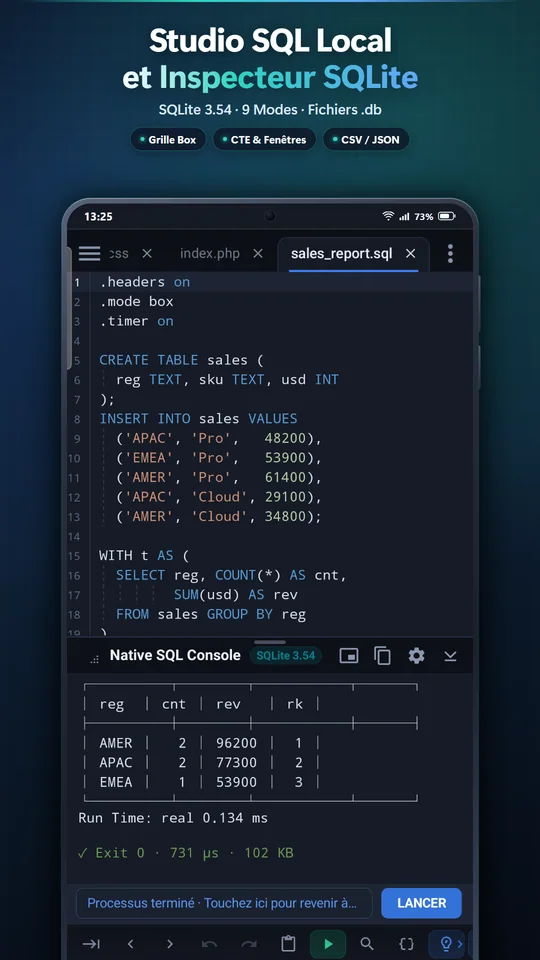 Studio SQL Local
et Inspecteur SQLite
SQLite 3.54 · 9 Modes · Fichiers .db
Grille Box
CTE & Fenêtres
CSV / JSON
13:25
73%
css
index.php
sales_report.sql
1 .headers on
2 .mode box
3 .timer on
4
5 CREATE TABLE sales (
6 reg TEXT, sku TEXT, usd INT
7 );
8 INSERT INTO sales VALUES
9 ('APAC', 'Pro', 48200),
10 ('EMEA', 'Pro', 53900),
11 ('AMER', 'Pro', 61400),
12 ('APAC', 'Cloud', 29100),
13 ('AMER', 'Cloud', 34800);
14
15 WITH t AS (
16 SELECT reg, COUNT(*) AS cnt,
17 SUM(usd) AS rev
18 FROM sales GROUP BY reg
19 )
Native SQL Console
SQLite 3.54
reg cnt rev rk
AMER 2 96200 1
APAC 2 77300 2
EMEA 1 53900 3
Run Time: real 0.134 ms
✓ Exit 0 · 731 µs · 102 KB
Processus terminé · Touchez ici pour revenir à…
LANCER